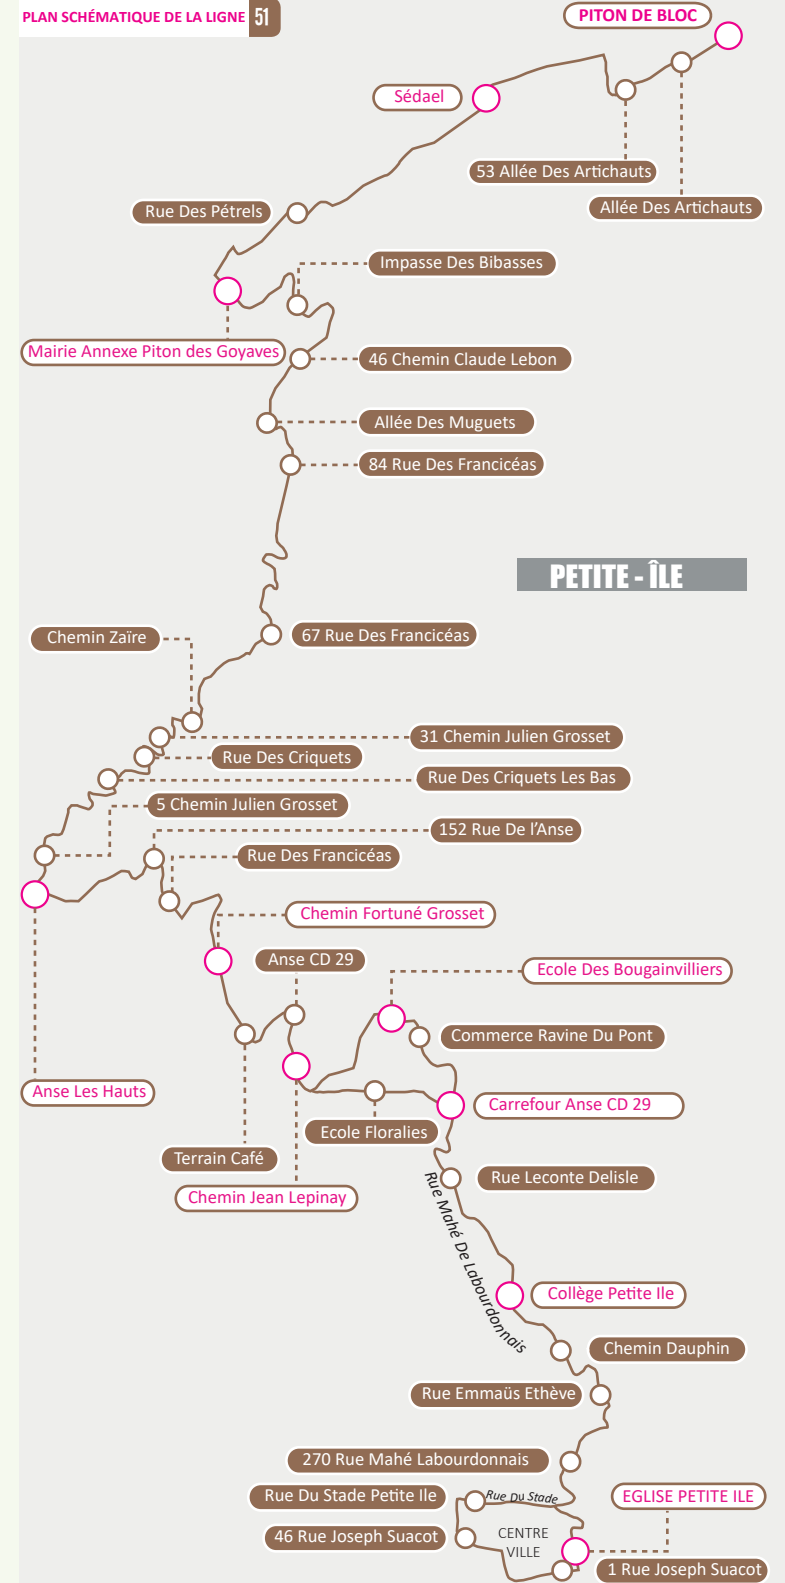 PLAN SCHÉMATIQUE DE LA LIGNE 51
PITON DE BLOC
Sédael
53 Allée Des Artichauts
Allée Des Artichauts
Rue Des Pétrels
Impasse Des Bibasses
Mairie Annexe Piton des Goyaves
46 Chemin Claude Lebon
Allée Des Muguets
84 Rue Des Francicéas
PETITE - ÎLE
Chemin Zaïre
67 Rue Des Francicéas
31 Chemin Julien Grosset
Rue Des Criquets
Rue Des Criquets Les Bas
5 Chemin Julien Grosset
152 Rue De l'Anse
Rue Des Francicéas
Chemin Fortuné Grosset
Anse CD 29
Ecole Des Bougainvilliers
Commerce Ravine Du Pont
Anse Les Hauts
Carrefour Anse CD 29
Ecole Floralies
Terrain Café
Rue Leconte Delisle
Chemin Jean Lepinay
Rue Mahé De Labourdonnais
Collège Petite Ile
Chemin Dauphin
Rue Emmaüs Ethève
270 Rue Mahé Labourdonnais
Rue Du Stade Petite Ile
Rue Du Stade
EGLISE PETITE ILE
46 Rue Joseph Suacot
CENTRE
VILLE
1 Rue Joseph Suacot